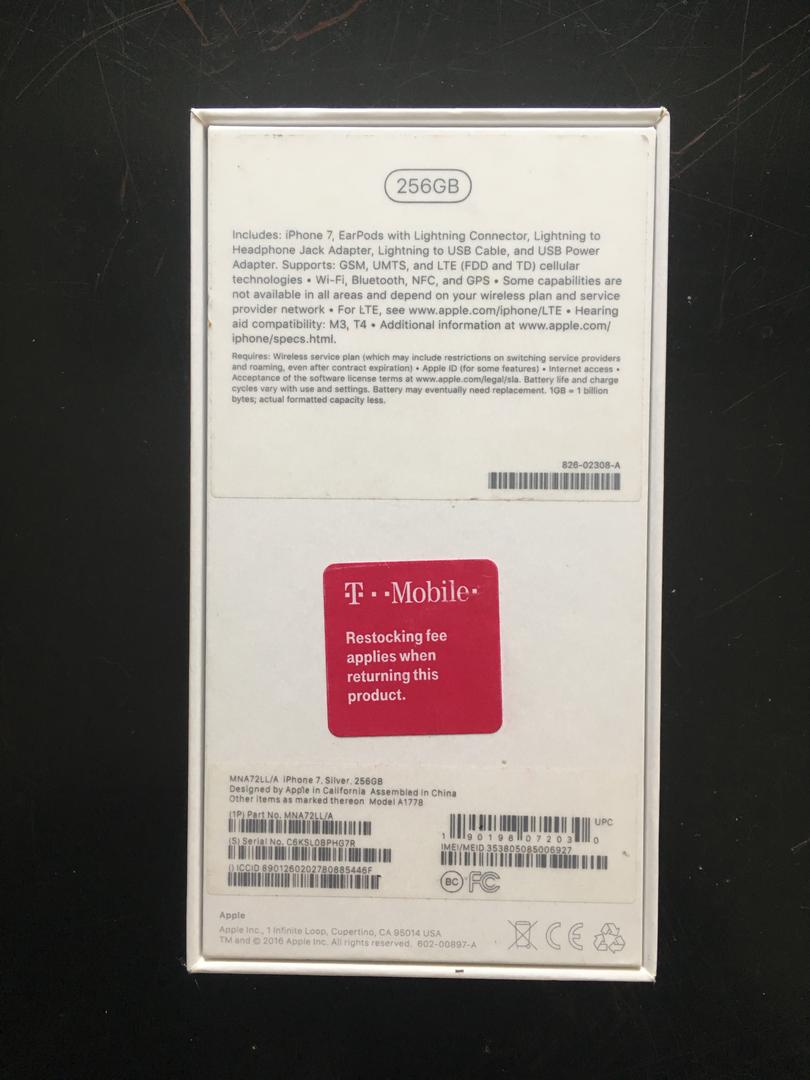 256GB
Includes: iPhone 7, EarPods with Lightning Connector, Lightning to
Headphone Jack Adapter, Lightning to USB Cable, and USB Power
Adapter. Supports: GSM, UMTS, and LTE (FDD and TD) cellular
technologies • Wi-Fi, Bluetooth, NFC, and GPS • Some capabilities are
not available in all areas and depend on your wireless plan and service
provider network • For LTE, see www.apple.com/iphone/LTE • Hearing
aid compatibility: M3, T4 • Additional information at www.apple.com/
iphone/specs.html.
Requires: Wireless service plan (which may include restrictions on switching service providers
and roaming, even after contract expiration) • Apple ID (for some features) • Internet access •
Acceptance of the software license terms at www.apple.com/legal/sla. Battery life and charge
cycles vary with use and settings. Battery may eventually need replacement. 1GB = 1 billion
bytes; actual formatted capacity less.
826-02308-A
T··Mobile·
Restocking fee
applies when
returning this
product.
MNA72LL/A iPhone 7, Silver, 256GB
Designed by Apple in California Assembled in China
Other items as marked thereon Model A1778
(1P) Part No. MNA72LL/A
(S) Serial No. C6KSL0BPHG7R
() ICCID 8901260202780885446F
UPC
1 90198 07203 0
IMEI/MEID 353805085006927
BC FC
Apple
Apple Inc., 1 Infinite Loop, Cupertino, CA 95014 USA
TM and © 2016 Apple Inc. All rights reserved. 602-00897-A
CE